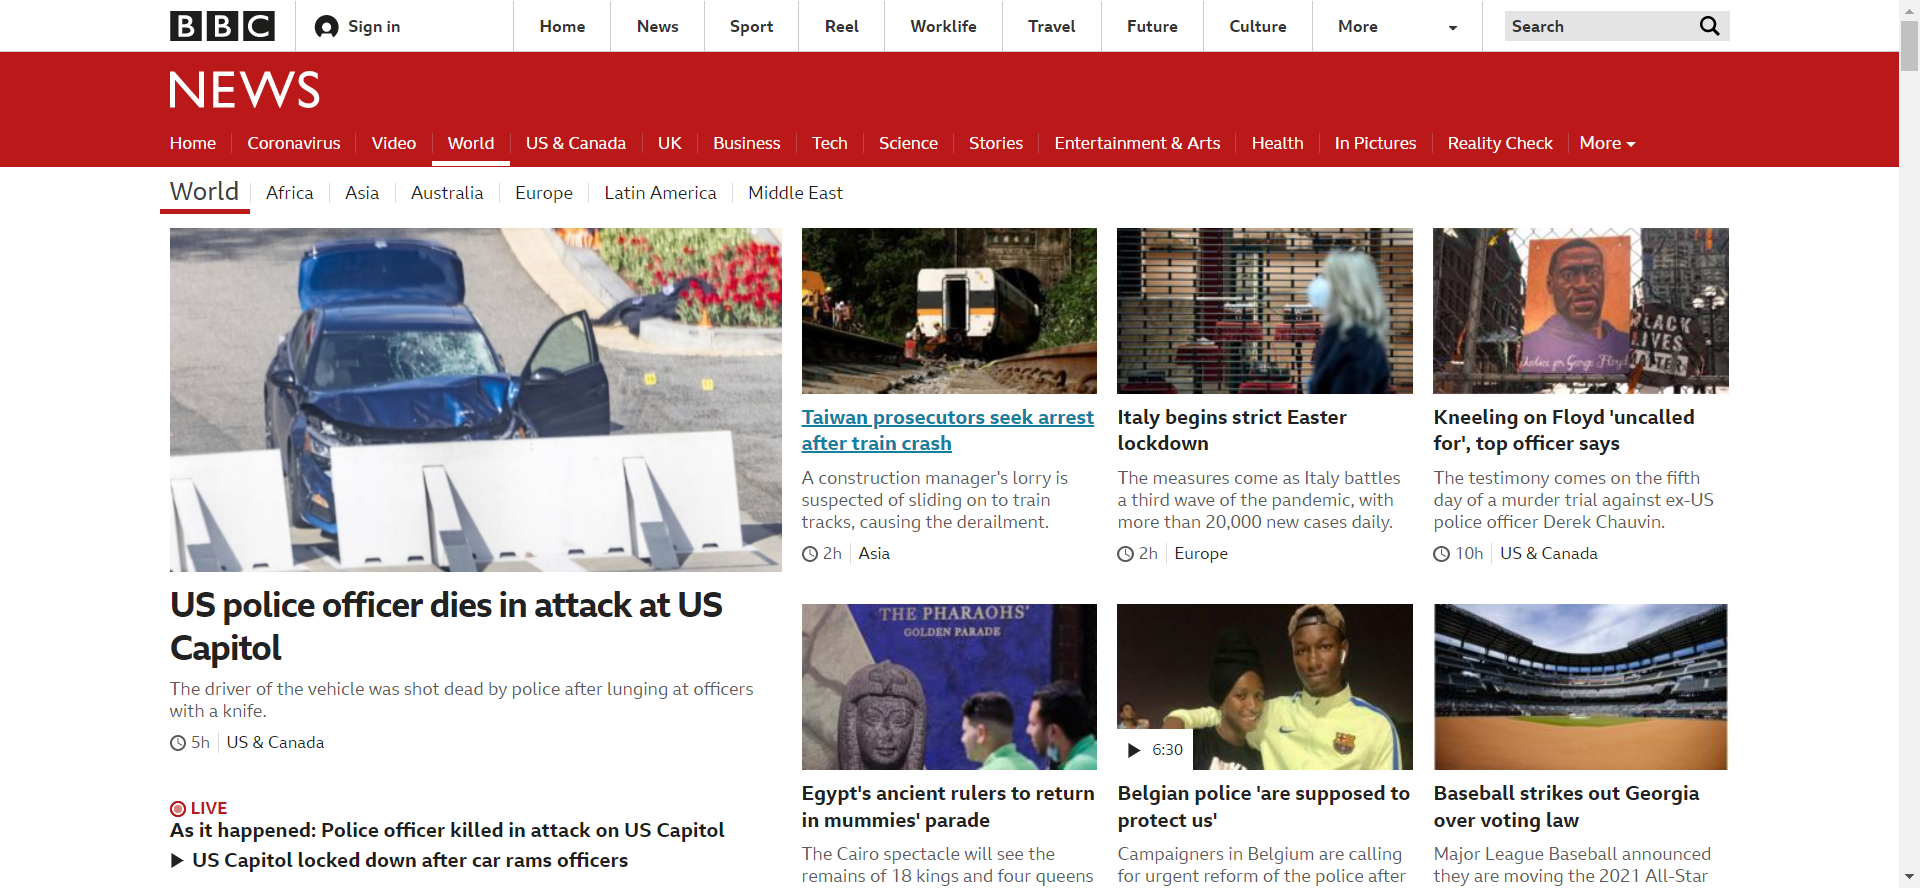 BBC
Sign in
Home
News
Sport
Reel
Worklife
Travel
Future
Culture
More
Search
NEWS
Home
Coronavirus
Video
World
US & Canada
UK
Business
Tech
Science
Stories
Entertainment & Arts
Health
In Pictures
Reality Check
More
World
Africa
Asia
Australia
Europe
Latin America
Middle East
US police officer dies in attack at US
Capitol
The driver of the vehicle was shot dead by police after lunging at officers
with a knife.
5h
US & Canada
LIVE
As it happened: Police officer killed in attack on US Capitol
US Capitol locked down after car rams officers
Taiwan prosecutors seek arrest
after train crash
A construction manager's lorry is
suspected of sliding on to train
tracks, causing the derailment.
2h
Asia
Italy begins strict Easter
lockdown
The measures come as Italy battles
a third wave of the pandemic, with
more than 20,000 new cases daily.
2h
Europe
Justice for George Floyd
LACK
LIVES
Kneeling on Floyd 'uncalled
for', top officer says
The testimony comes on the fifth
day of a murder trial against ex-US
police officer Derek Chauvin.
10h
US & Canada
THE PHARAOHS'
GOLDEN PARADE
Egypt's ancient rulers to return
in mummies' parade
The Cairo spectacle will see the
remains of 18 kings and four queens
6:30
Belgian police 'are supposed to
protect us'
Campaigners in Belgium are calling
for urgent reform of the police after
Baseball strikes out Georgia
over voting law
Major League Baseball announced
they are moving the 2021 All-Star